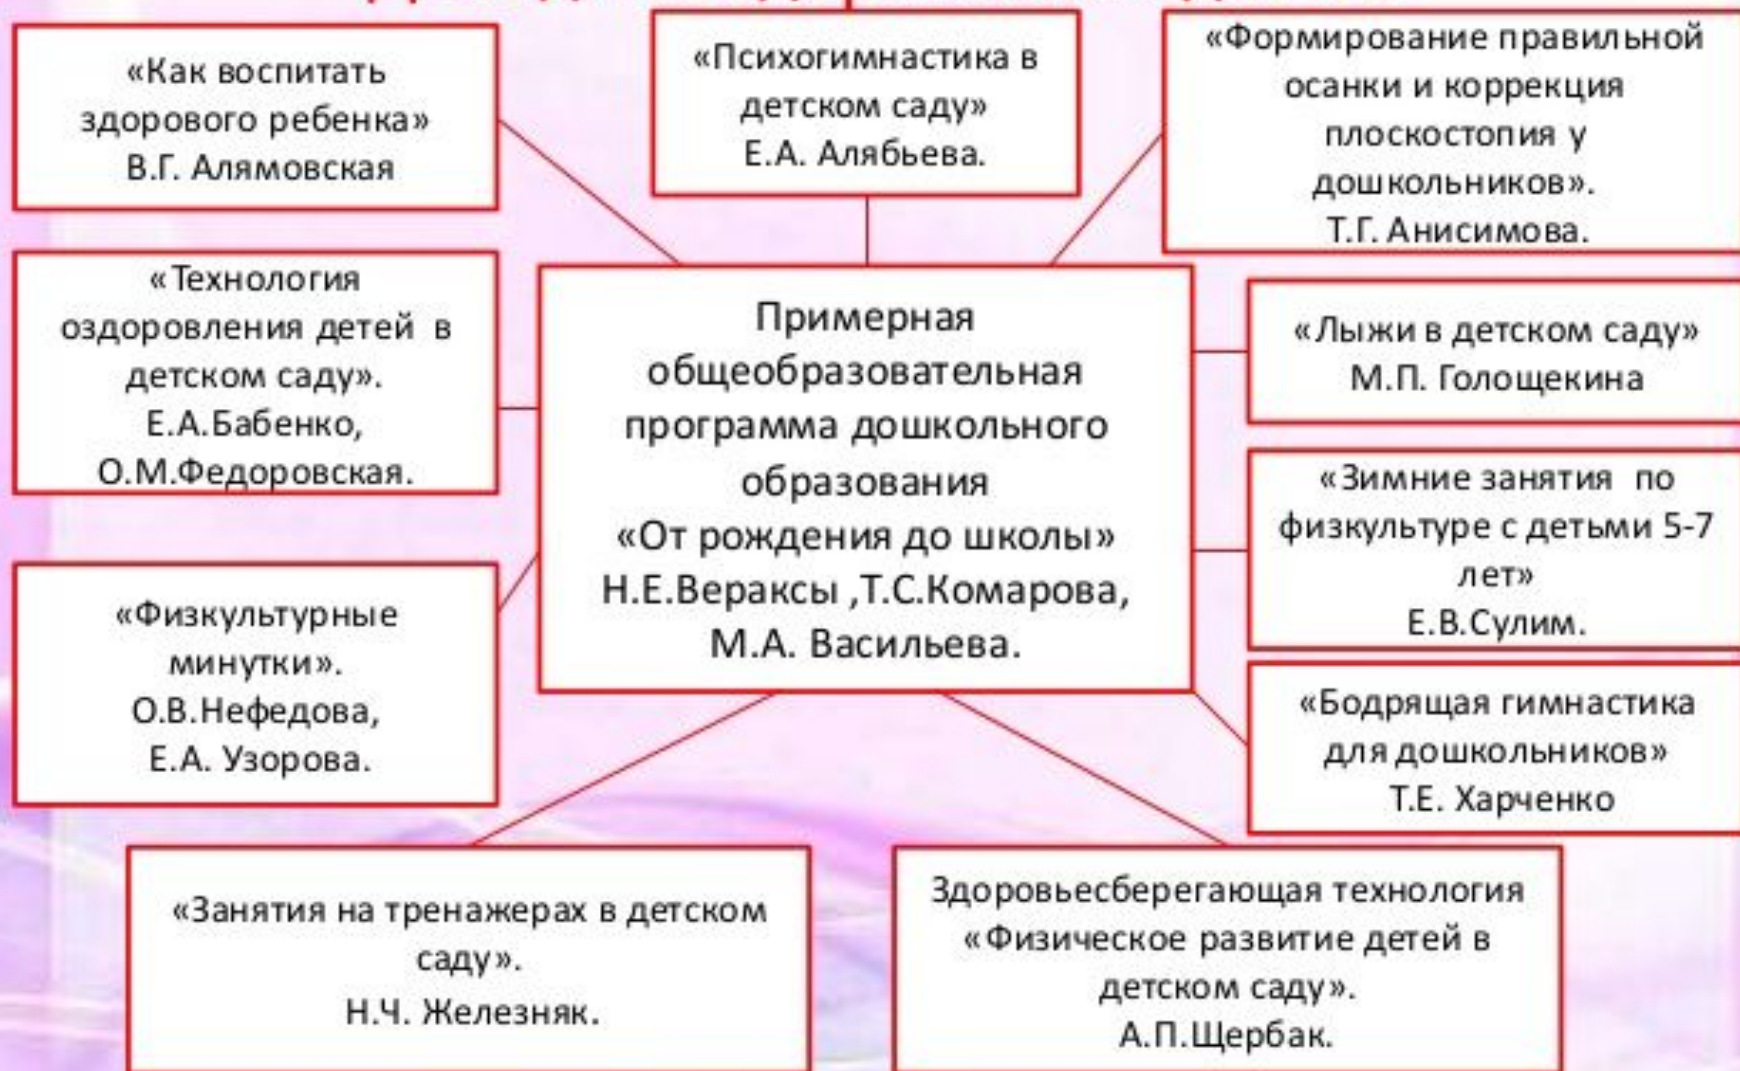 «Как воспитать
здорового ребенка»
В.Г. Алямовская
«Психогимнастика в
детском саду»
Е.А. Алябьева.
«Формирование правильной
осанки и коррекция
плоскостопия у
дошкольников».
Т.Г. Анисимова.
«Технология
оздоровления детей в
детском саду».
Е.А.Бабенко,
О.М.Федоровская.
Примерная
общеобразовательная
программа дошкольного
образования
«От рождения до школы»
Н.Е.Вераксы ,Т.С.Комарова,
М.А. Васильева.
«Лыжи в детском саду»
М.П. Голощекина
«Зимние занятия по
физкультуре с детьми 5-7
лет»
Е.В.Сулим.
«Физкультурные
минутки».
О.В.Нефедова,
Е.А. Узорова.
«Бодрящая гимнастика
для дошкольников»
Т.Е. Харченко
«Занятия на тренажерах в детском
саду».
Н.Ч. Железняк.
Здоровьесберегающая технология
«Физическое развитие детей в
детском саду».
А.П.Щербак.